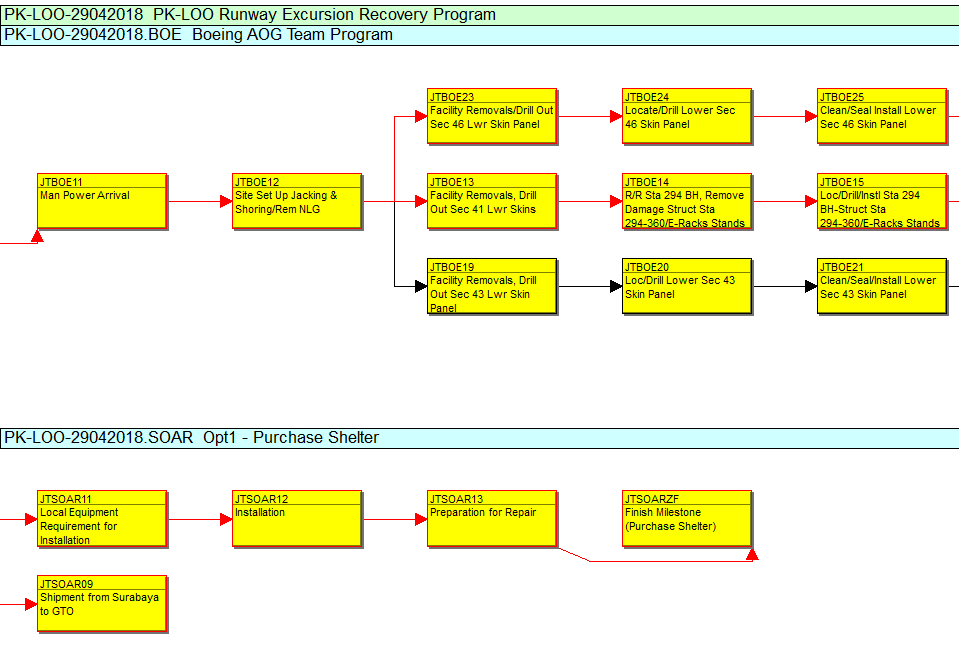 PK-LOO-29042018  PK-LOO Runway Excursion Recovery Program
PK-LOO-29042018.BOE  Boeing AOG Team Program
JTBOE23
Facility Removals/Drill Out
Sec 46 Lwr Skin Panel
JTBOE24
Locate/Drill Lower Sec
46 Skin Panel
JTBOE25
Clean/Seal Install Lower
Sec 46 Skin Panel
JTBOE11
Man Power Arrival
JTBOE12
Site Set Up Jacking &
Shoring/Rem NLG
JTBOE13
Facility Removals, Drill
Out Sec 41 Lwr Skins
JTBOE14
R/R Sta 294 BH, Remove
Damage Struct Sta
294-360/E-Racks Stands
JTBOE15
Loc/Drill/Instl Sta 294
BH-Struct Sta
294-360/E-Racks Stands
JTBOE19
Facility Removals, Drill
Out Sec 43 Lwr Skin
Panel
JTBOE20
Loc/Drill Lower Sec 43
Skin Panel
JTBOE21
Clean/Seal/Install Lower
Sec 43 Skin Panel
PK-LOO-29042018.SOAR  Opt1 - Purchase Shelter
JTSOAR11
Local Equipment
Requirement for
Installation
JTSOAR12
Installation
JTSOAR13
Preparation for Repair
JTSOARZF
Finish Milestone
(Purchase Shelter)
JTSOAR09
Shipment from Surabaya
to GTO